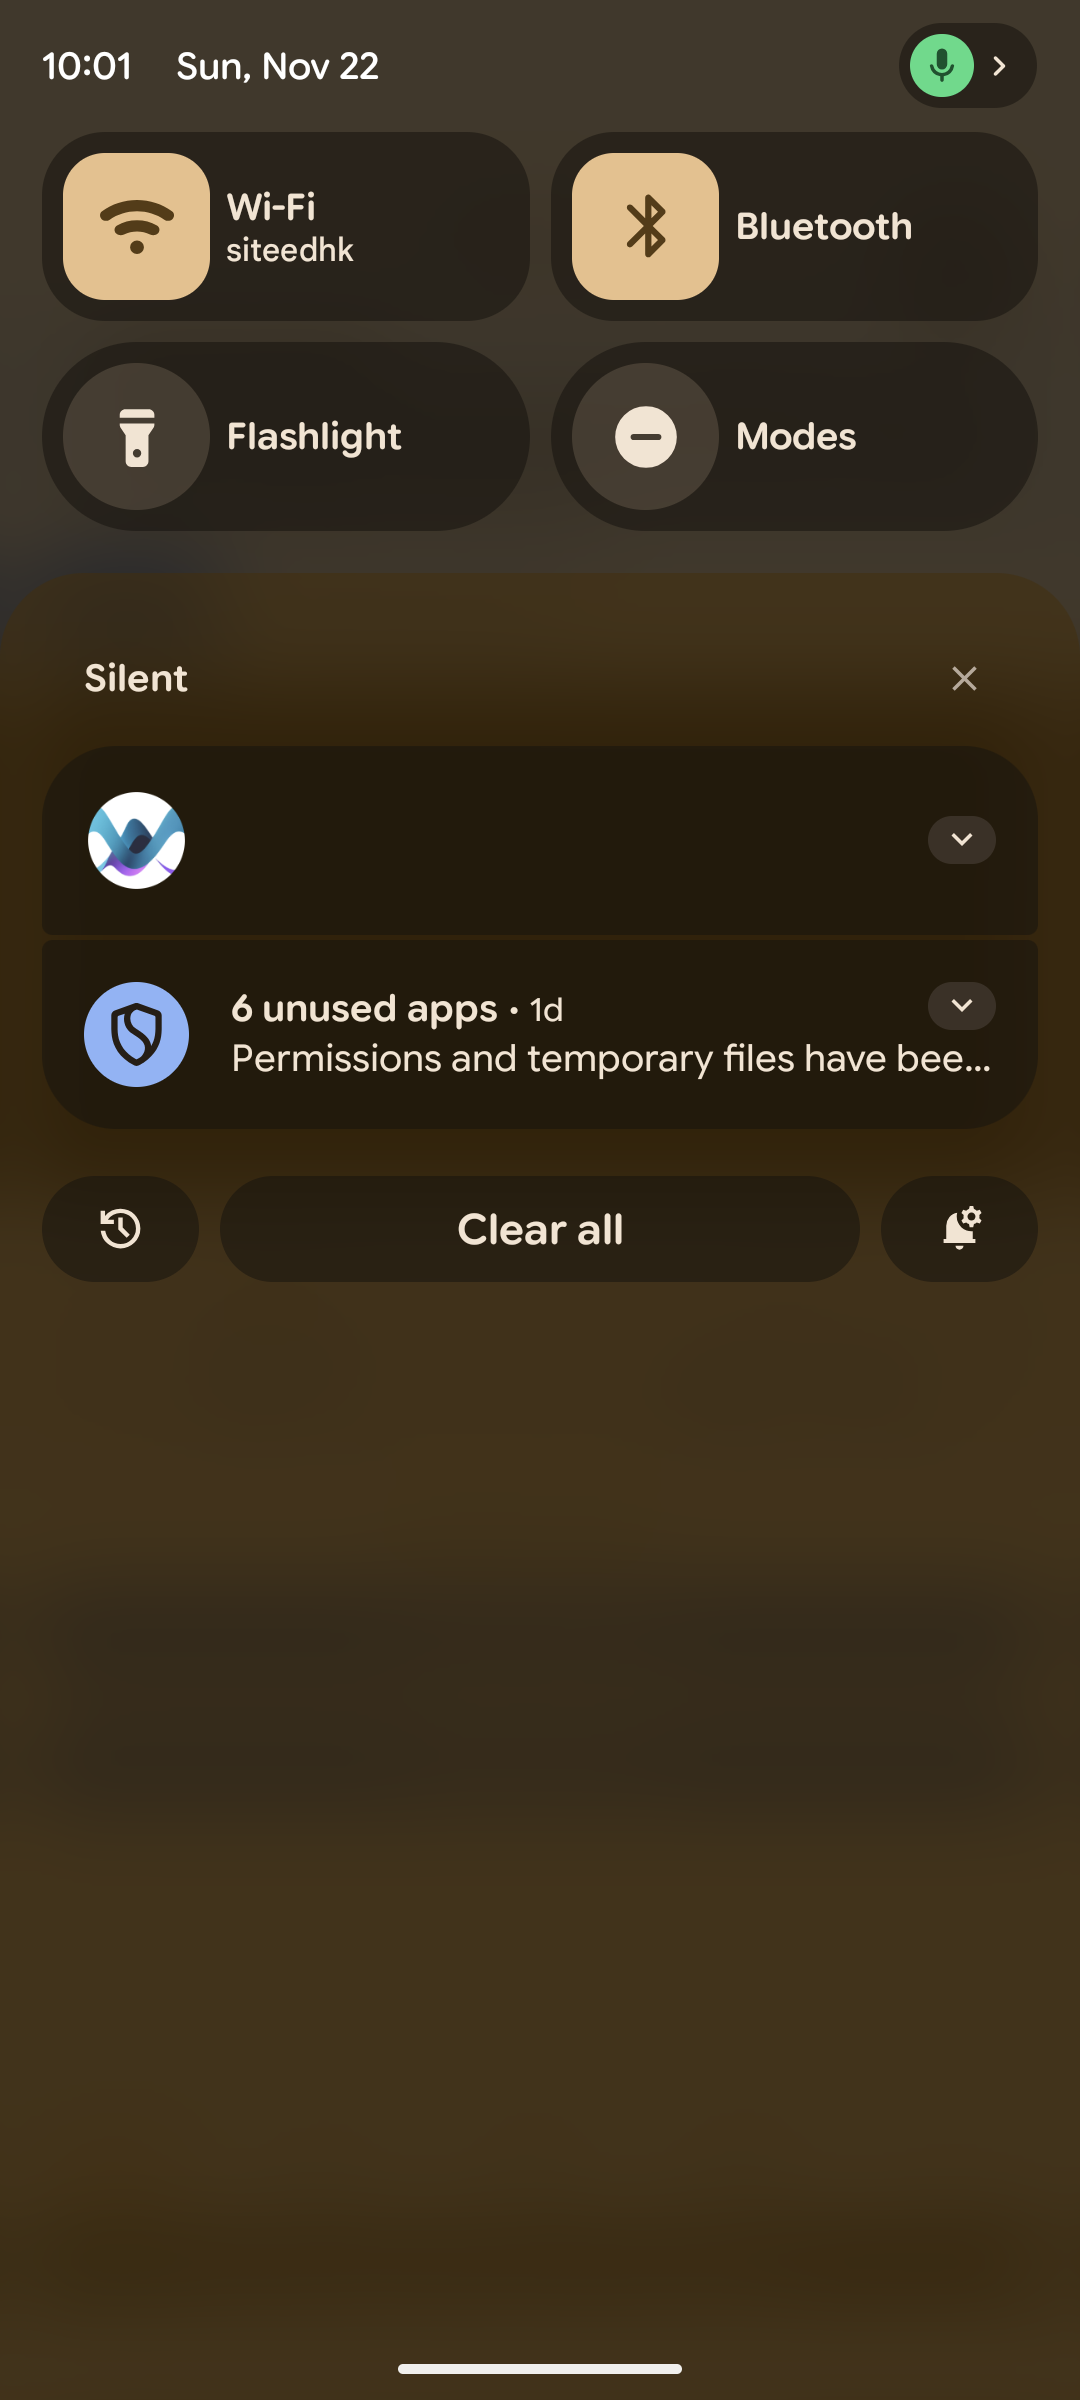 10:01 Sun, Nov 22
Wi-Fi
siteedhk
Bluetooth
Flashlight
Modes
Silent
6 unused apps • 1d
Permissions and temporary files have bee...
Clear all